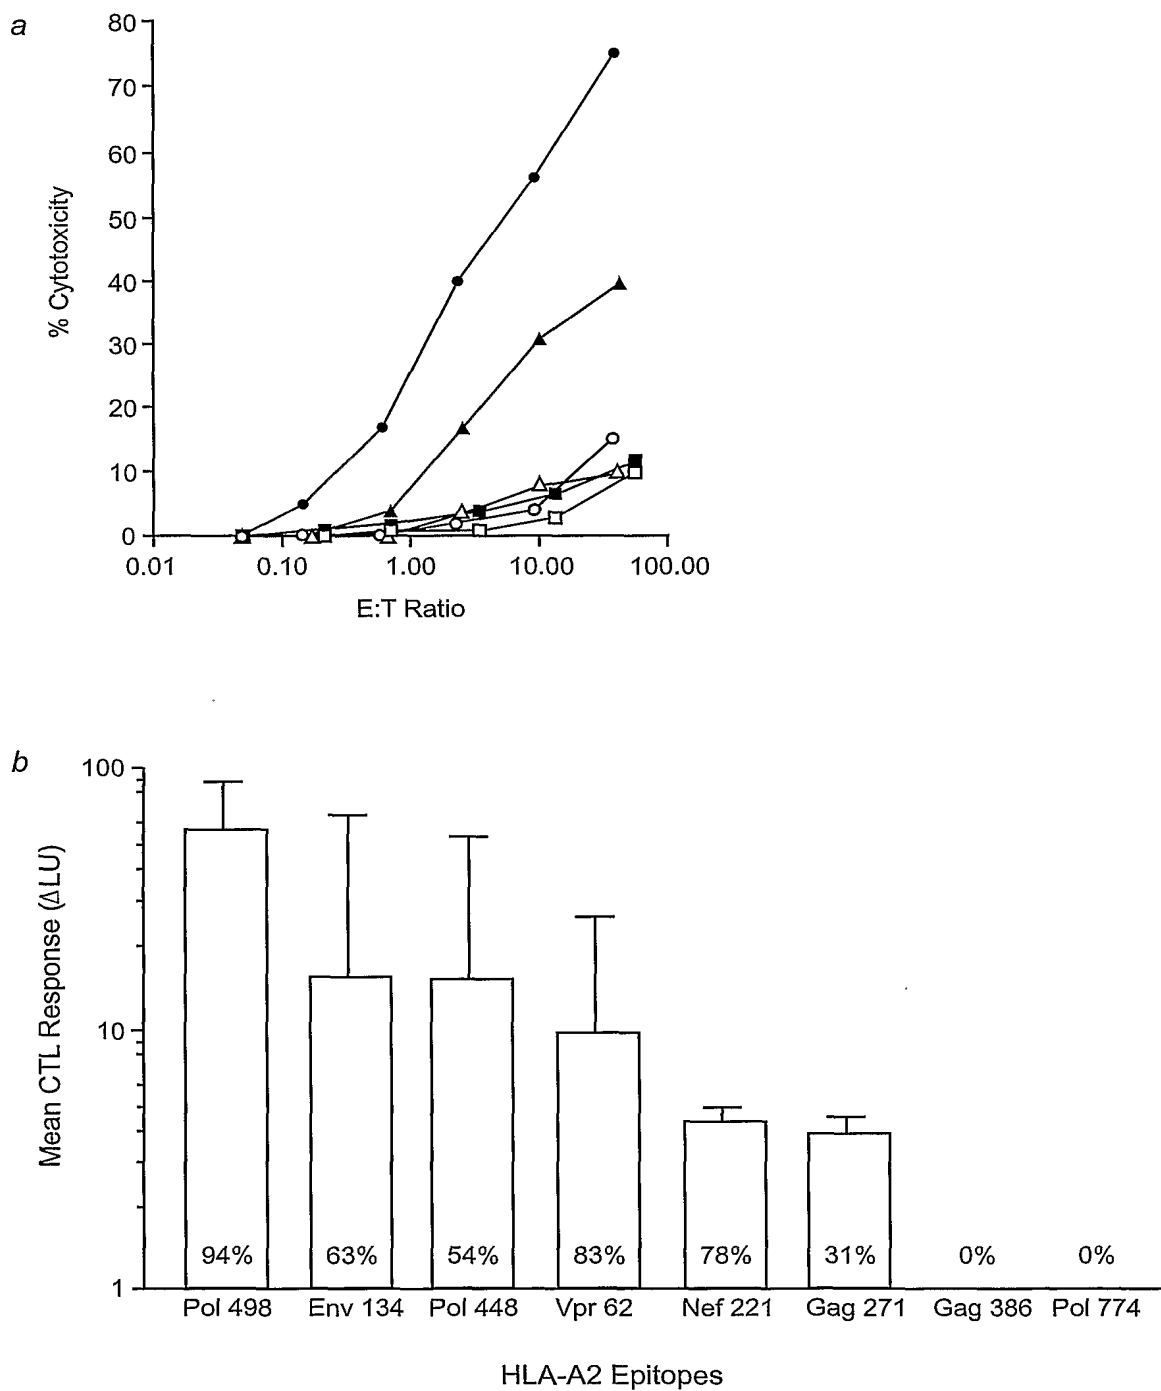 a
80
70
60
50
40
30
20
10
0
% Cytotoxicity
0.01 0.10 1.00 10.00 100.00
E:T Ratio
b
100
10
1
Mean CTL Response (ΔLU)
94% 63% 54% 83% 78% 31% 0% 0%
Pol 498 Env 134 Pol 448 Vpr 62 Nef 221 Gag 271 Gag 386 Pol 774
HLA-A2 Epitopes